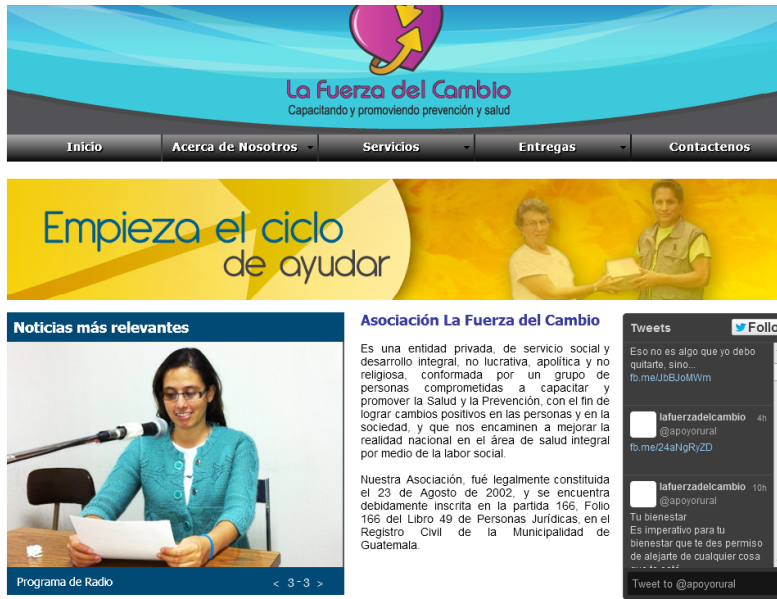 La Fuerza del Cambio
Capacitando y promoviendo prevención y salud
Inicio
Acerca de Nosotros
Servicios
Entregas
Contactenos
Empieza el ciclo
de ayudar
Noticias más relevantes
Programa de Radio
< 3-3 >
Asociación La Fuerza del Cambio
Es una entidad privada, de servicio social y
desarrollo integral, no lucrativa, apolítica y no
religiosa, conformada por un grupo de
personas comprometidas a capacitar y
promover la Salud y la Prevención, con el fin de
lograr cambios positivos en las personas y en la
sociedad, y que nos encaminen a mejorar la
realidad nacional en el área de salud integral
por medio de la labor social.
Nuestra Asociación, fué legalmente constituida
el 23 de Agosto de 2002, y se encuentra
debidamente inscrita en la partida 166, Folio
166 del Libro 49 de Personas Jurídicas, en el
Registro Civil de la Municipalidad de
Guatemala.
Tweets
Follo
Eso no es algo que yo debo
quitarte, sino...
fb.me/JbBJoMWm
lafuerzadelcambio 4h
@apoyorural
fb.me/24aNgRyZD
lafuerzadelcambio 10h
@apoyorural
Tu bienestar
Es imperativo para tu
bienestar que te des permiso
de alejarte de cualquier cosa
Tweet to @apoyorural